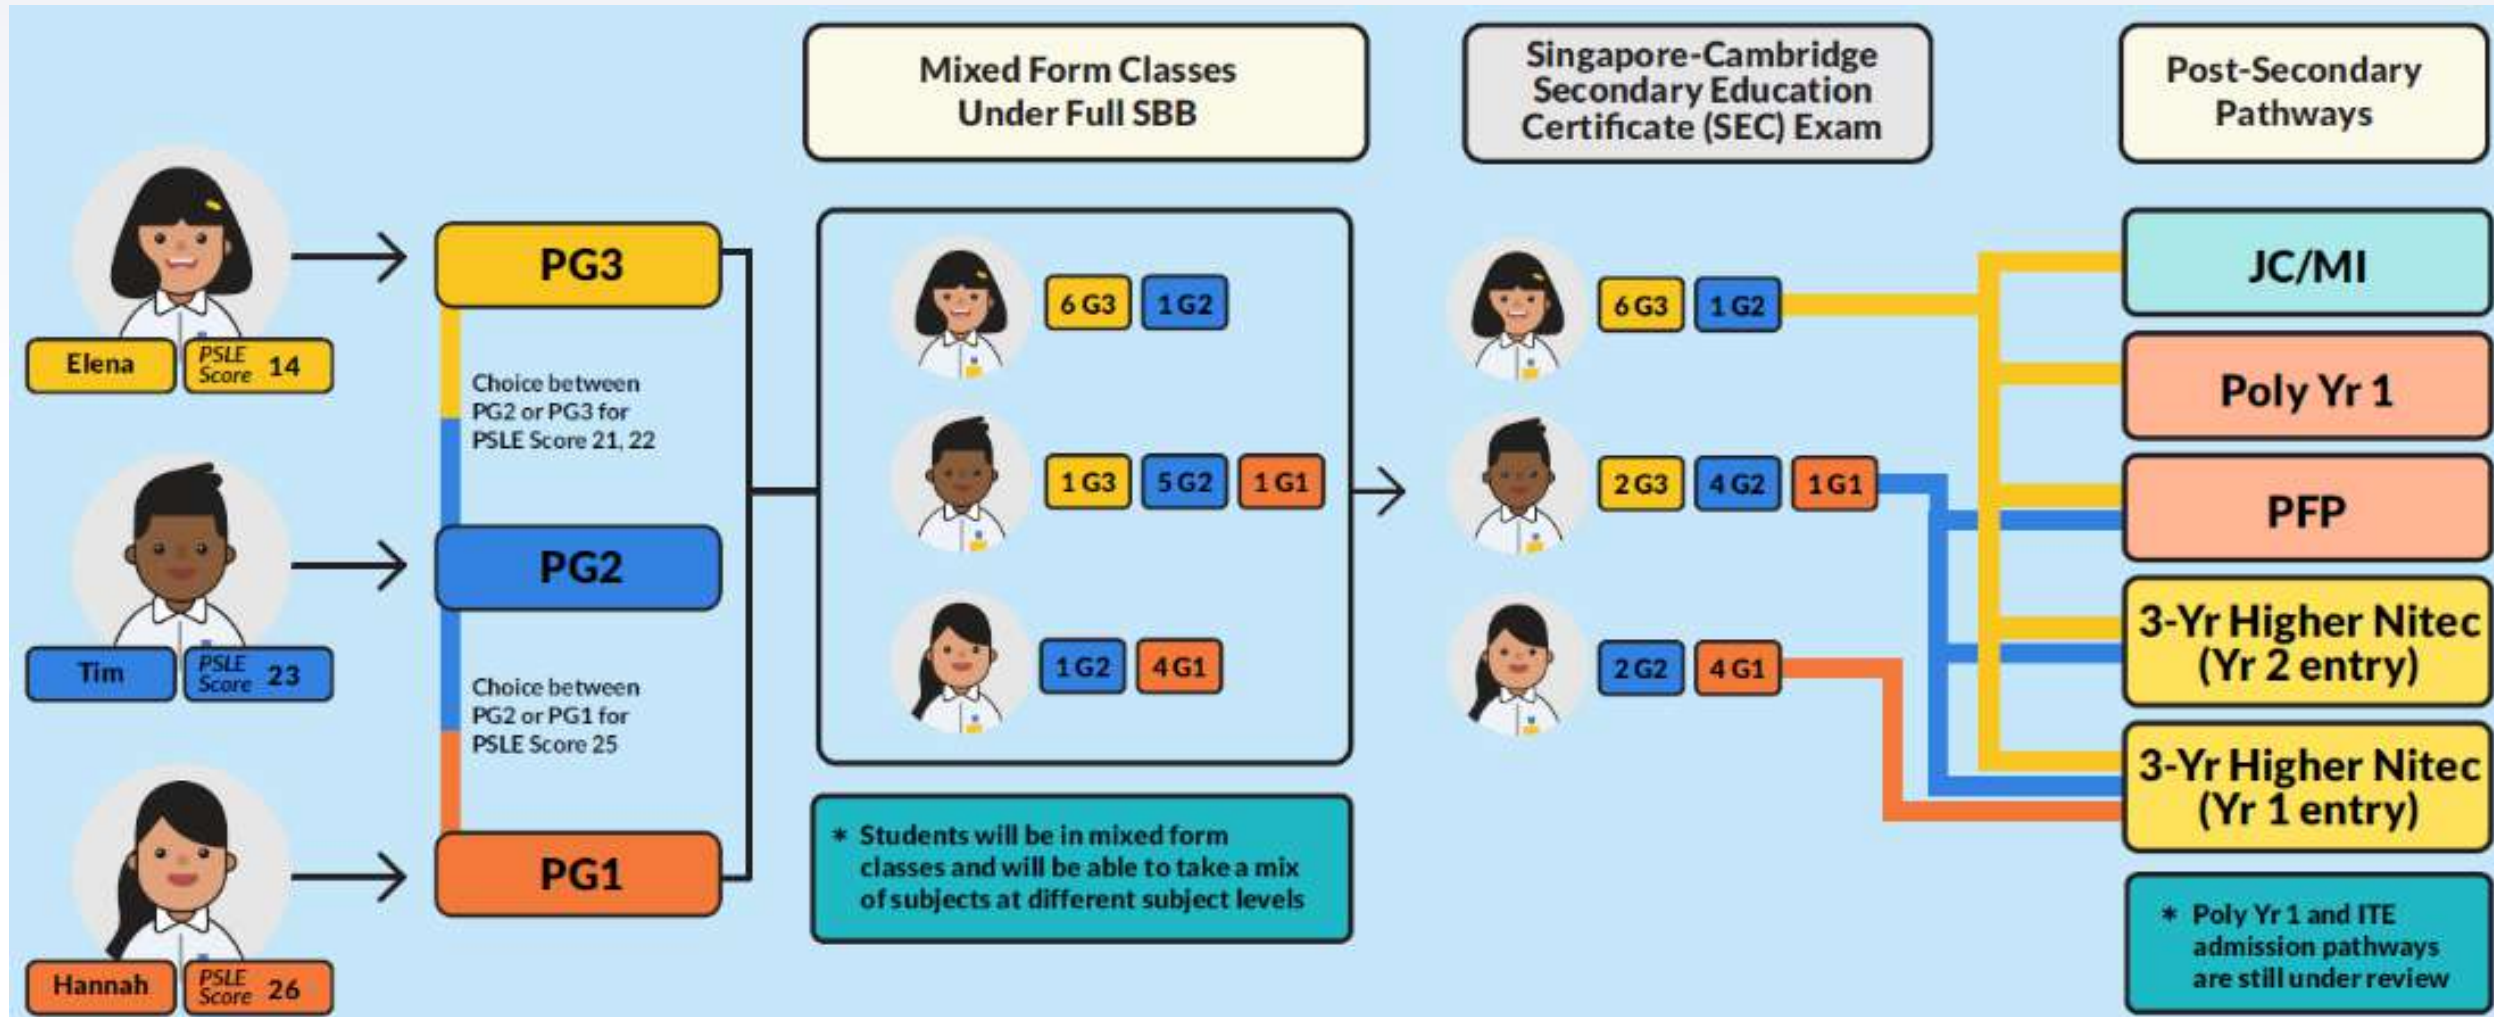 Mixed Form Classes
Under Full SBB
Singapore-Cambridge
Secondary Education
Certificate (SEC) Exam
Post-Secondary
Pathways
Elena
PSLE
Score 14
Tim
PSLE
Score 23
Hannah
PSLE
Score 26
PG3
Choice between
PG2 or PG3 for
PSLE Score 21, 22
PG2
Choice between
PG2 or PG1 for
PSLE Score 25
PG1
6 G3 1 G2
1 G3 5 G2 1 G1
1 G2 4 G1
* Students will be in mixed form
classes and will be able to take a mix
of subjects at different subject levels
6 G3 1 G2
2 G3 4 G2 1 G1
2 G2 4 G1
JC/MI
Poly Yr 1
PFP
3-Yr Higher Nitec
(Yr 2 entry)
3-Yr Higher Nitec
(Yr 1 entry)
* Poly Yr 1 and ITE
admission pathways
are still under review